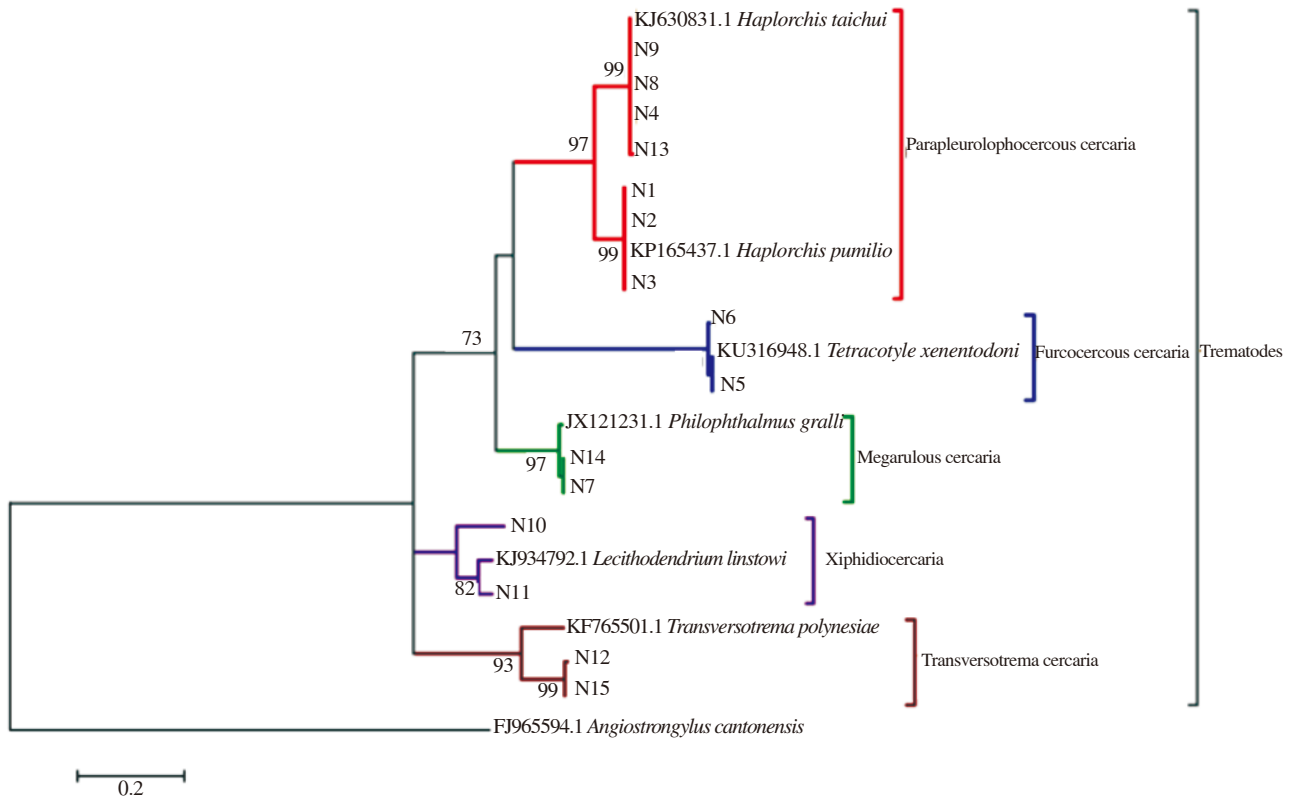 KJ630831.1 Haplorchis taichui
N9
99
N8
N4
97
N13
Parapleurolophocercous cercaria
N1
N2
99
KP165437.1 Haplorchis pumilio
N3
N6
73
KU316948.1 Tetracotyle xenentodoni
Furcocercous cercaria
Trematodes
N5
JX121231.1 Philophthalmus gralli
97
N14
Megarulous cercaria
N7
N10
KJ934792.1 Lecithodendrium linstowi
Xiphidiocercaria
82
N11
KF765501.1 Transversotrema polynesiae
93
N12
Transversotrema cercaria
99
N15
FJ965594.1 Angiostrongylus cantonensis
0.2